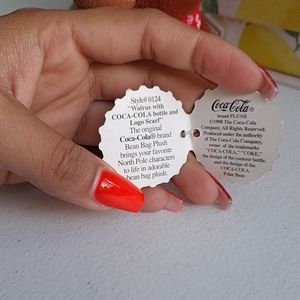 Style# 0124
"Walrus with
COCA-COLA bottle and
Logo Scarf"
The original
Coca-Cola® brand
Bean Bag Plush
brings your favorite
North Pole characters
to life in adorable
bean bag plush.
Coca-Cola®
brand PLUSH
©1998 The Coca-Cola
Company. All Rights Reserved.
Produced under the authority
of The Coca-Cola Company,
owner of the trademarks
"COCA-COLA," "COKE,"
the design of the contour bottle,
and the design of the
COCA-COLA
Polar Bear.